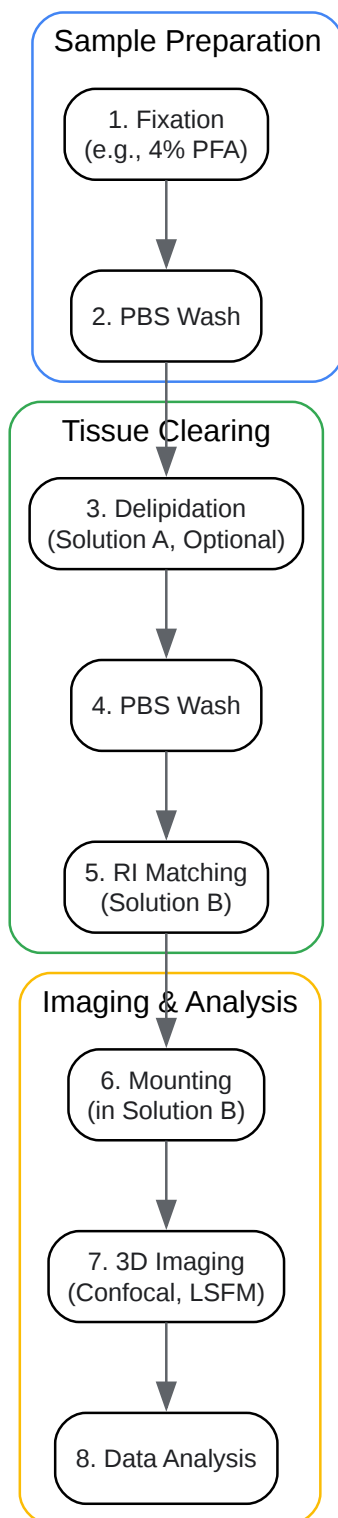 Sample Preparation
1. Fixation
(e.g., 4% PFA)
2. PBS Wash
Tissue Clearing
3. Delipidation
(Solution A, Optional)
4. PBS Wash
5. RI Matching
(Solution B)
Imaging & Analysis
6. Mounting
(in Solution B)
7. 3D Imaging
(Confocal, LSFM)
8. Data Analysis